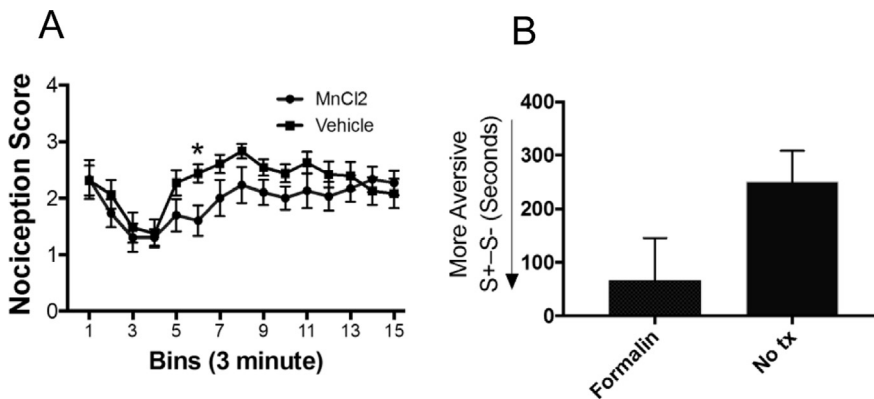 A
Nociception Score
4
3
2
1
0
MnCl2
Vehicle
*
1 3 5 7 9 11 13 15
Bins (3 minute)
B
More Aversive
S+–S- (Seconds)
400
300
200
100
0
Formalin
No tx